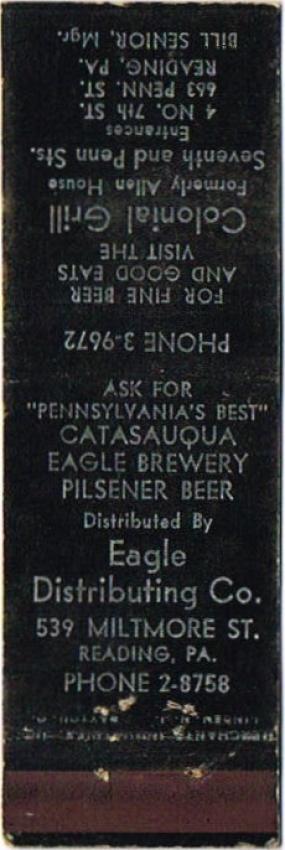 PHONE 3-9672
FOR FINE BEER
AND GOOD EATS
VISIT THE
Colonial Grill
Formerly Allen House
Seventh and Penn Sts.
Entrances
4 NO. 7th ST.
663 PENN. ST.
READING, PA.
BILL SENIOR, Mgr.
ASK FOR
"PENNSYLVANIA'S BEST"
CATASAUQUA
EAGLE BREWERY
PILSENER BEER
Distributed By
Eagle
Distributing Co.
539 MILTMORE ST.
READING, PA.
PHONE 2-8758